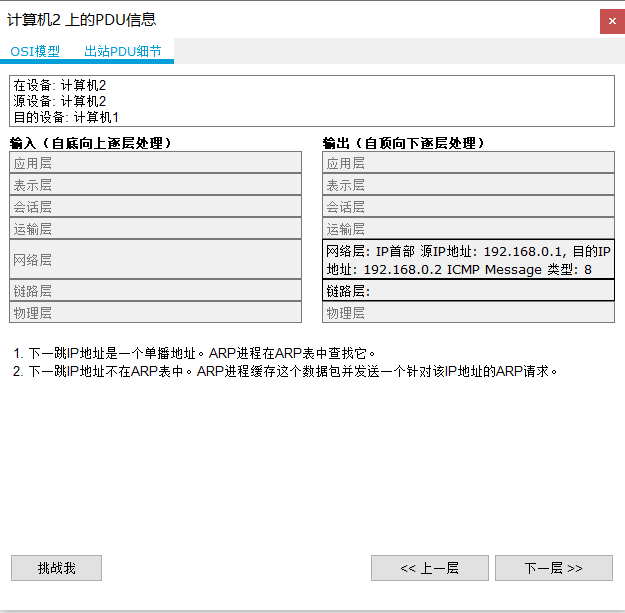 计算机2 上的PDU信息
×
OSI模型 出站PDU细节
在设备: 计算机2
源设备: 计算机2
目的设备: 计算机1
输入（自底向上逐层处理）
应用层
表示层
会话层
运输层
网络层
链路层
物理层
输出（自顶向下逐层处理）
应用层
表示层
会话层
运输层
网络层: IP首部 源IP地址: 192.168.0.1, 目的IP
地址: 192.168.0.2 ICMP Message 类型: 8
链路层:
物理层
1. 下一跳IP地址是一个单播地址。ARP进程在ARP表中查找它。
2. 下一跳IP地址不在ARP表中。ARP进程缓存这个数据包并发送一个针对该IP地址的ARP请求。
挑战我
<< 上一层
下一层 >>